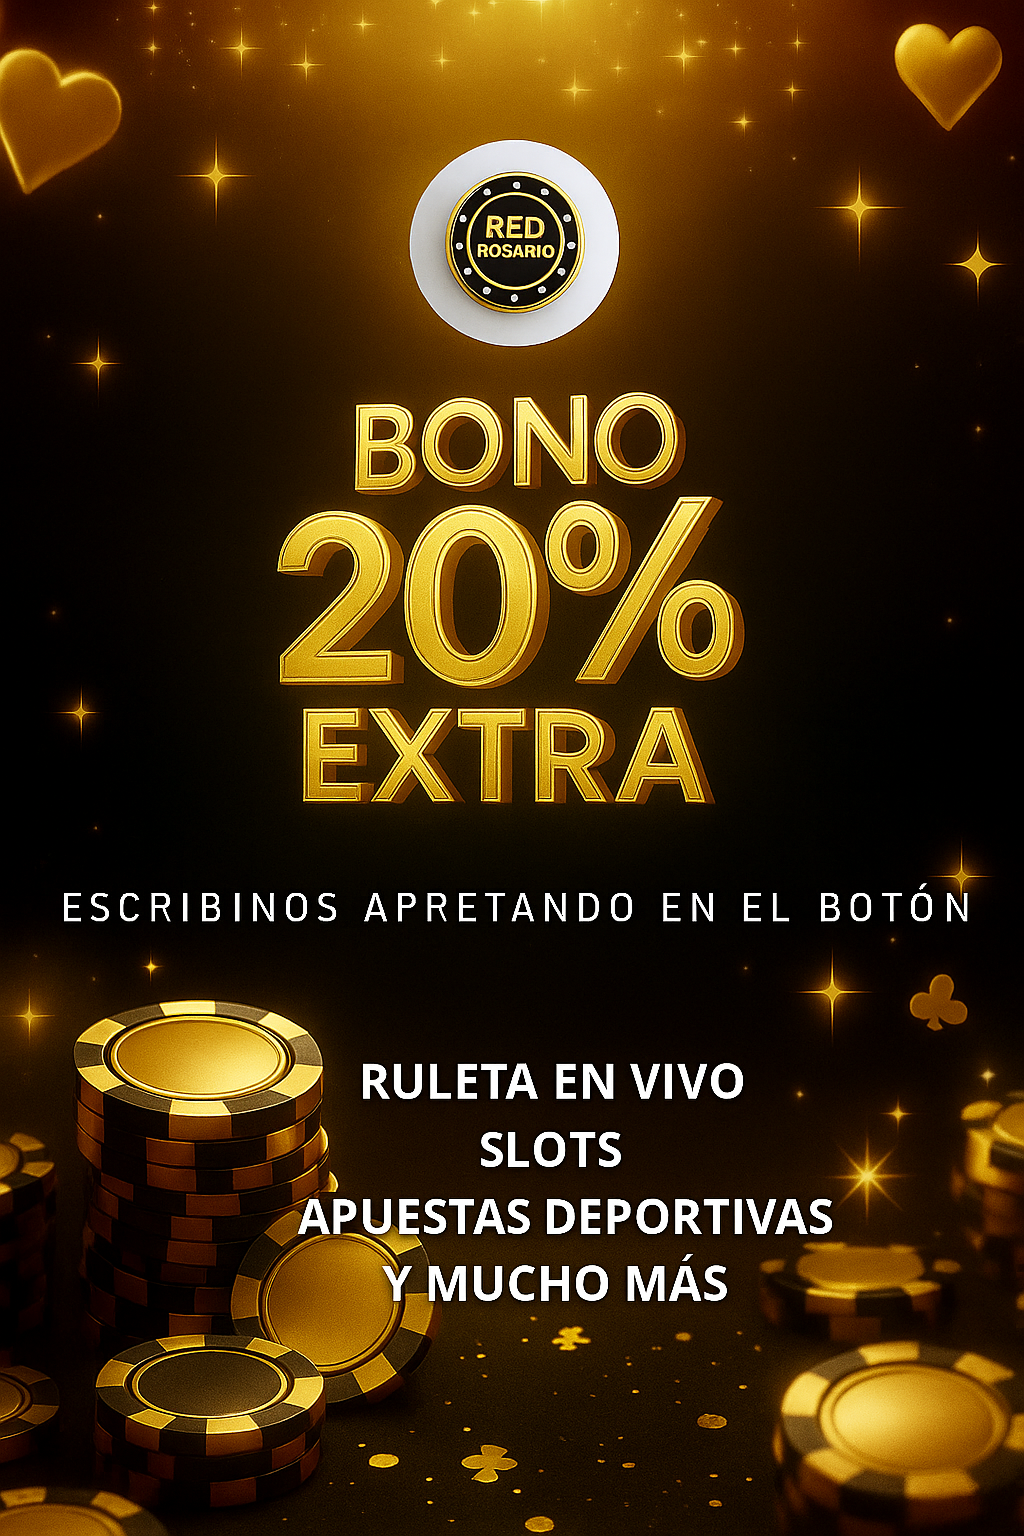 RED
ROSARIO
BONO
20%
EXTRA
ESCRIBINOS APRETANDO EN EL BOTÓN
RULETA EN VIVO
SLOTS
APUESTAS DEPORTIVAS
Y MUCHO MÁS